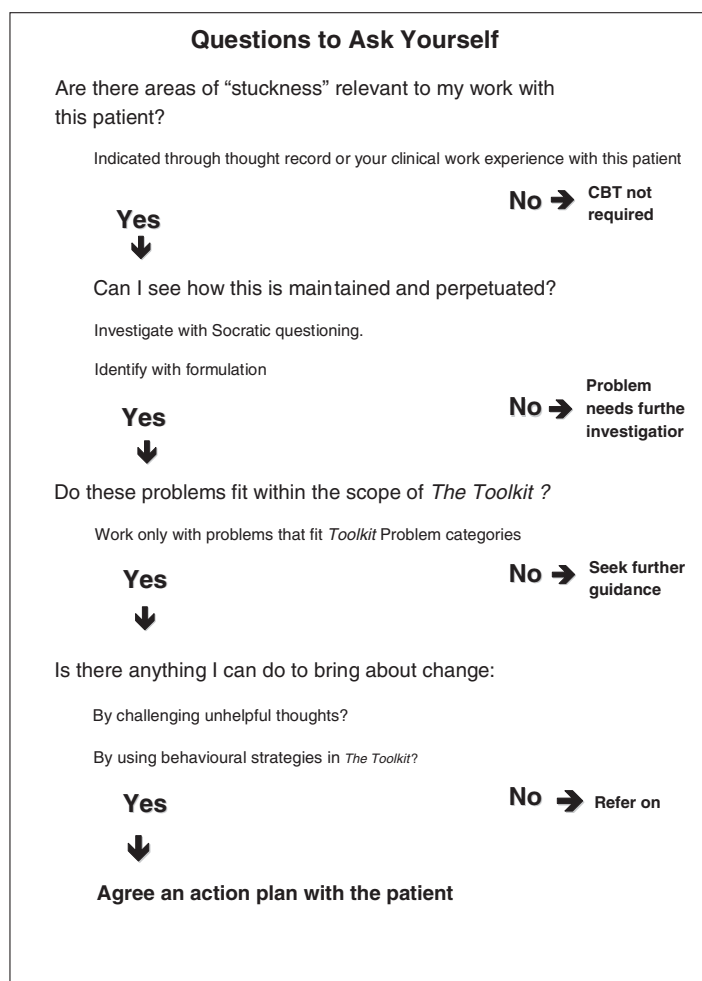 Questions to Ask Yourself
Are there areas of “stuckness” relevant to my work with
this patient?
Indicated through thought record or your clinical work experience with this patient
No ➔ CBT not
required
Yes
Can I see how this is maintained and perpetuated?
Investigate with Socratic questioning.
Identify with formulation
Problem
No ➔ needs furthe
investigatior
Yes
Do these problems fit within the scope of The Toolkit ?
Work only with problems that fit Toolkit Problem categories
Yes
No ➔ Seek further
guidance
Is there anything I can do to bring about change:
By challenging unhelpful thoughts?
By using behavioural strategies in The Toolkit?
Yes
No ➔ Refer on
Agree an action plan with the patient